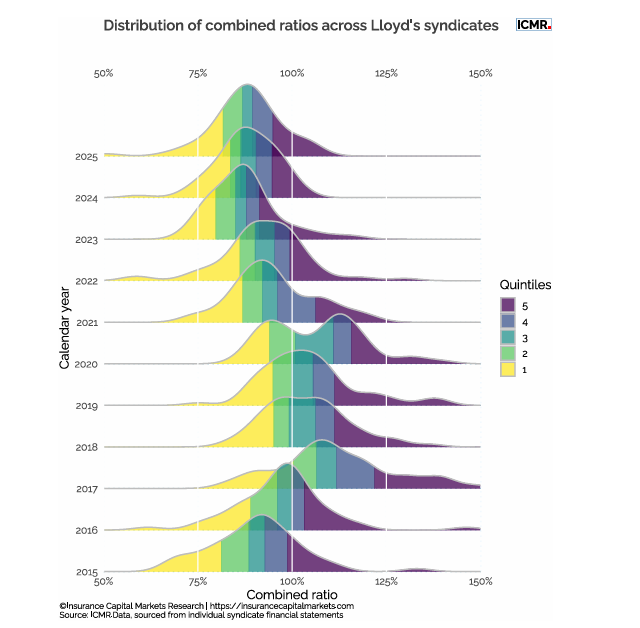 Distribution of combined ratios across Lloyd's syndicates
ICMR.
50% 75% 100% 125% 150%
2025
2024
2023
2022
2021
2020
2019
2018
2017
2016
2015
Calendar year
Quintiles
5
4
3
2
1
50% 75% 100% 125% 150%
Combined ratio
©Insurance Capital Markets Research | https://insurancecapitalmarkets.com
Source: ICMR.Data, sourced from individual syndicate financial statements